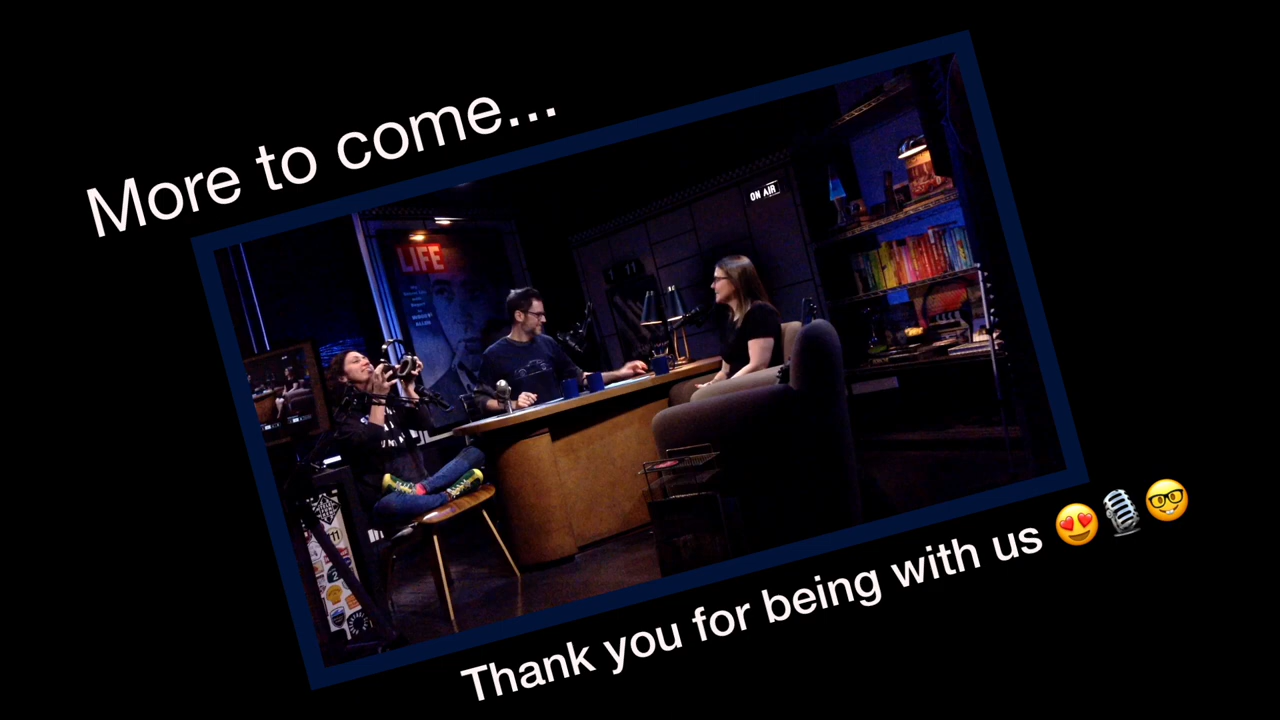 More to come...
ON AIR
LIFE
Thank you for being with us 😍🎙️🤓